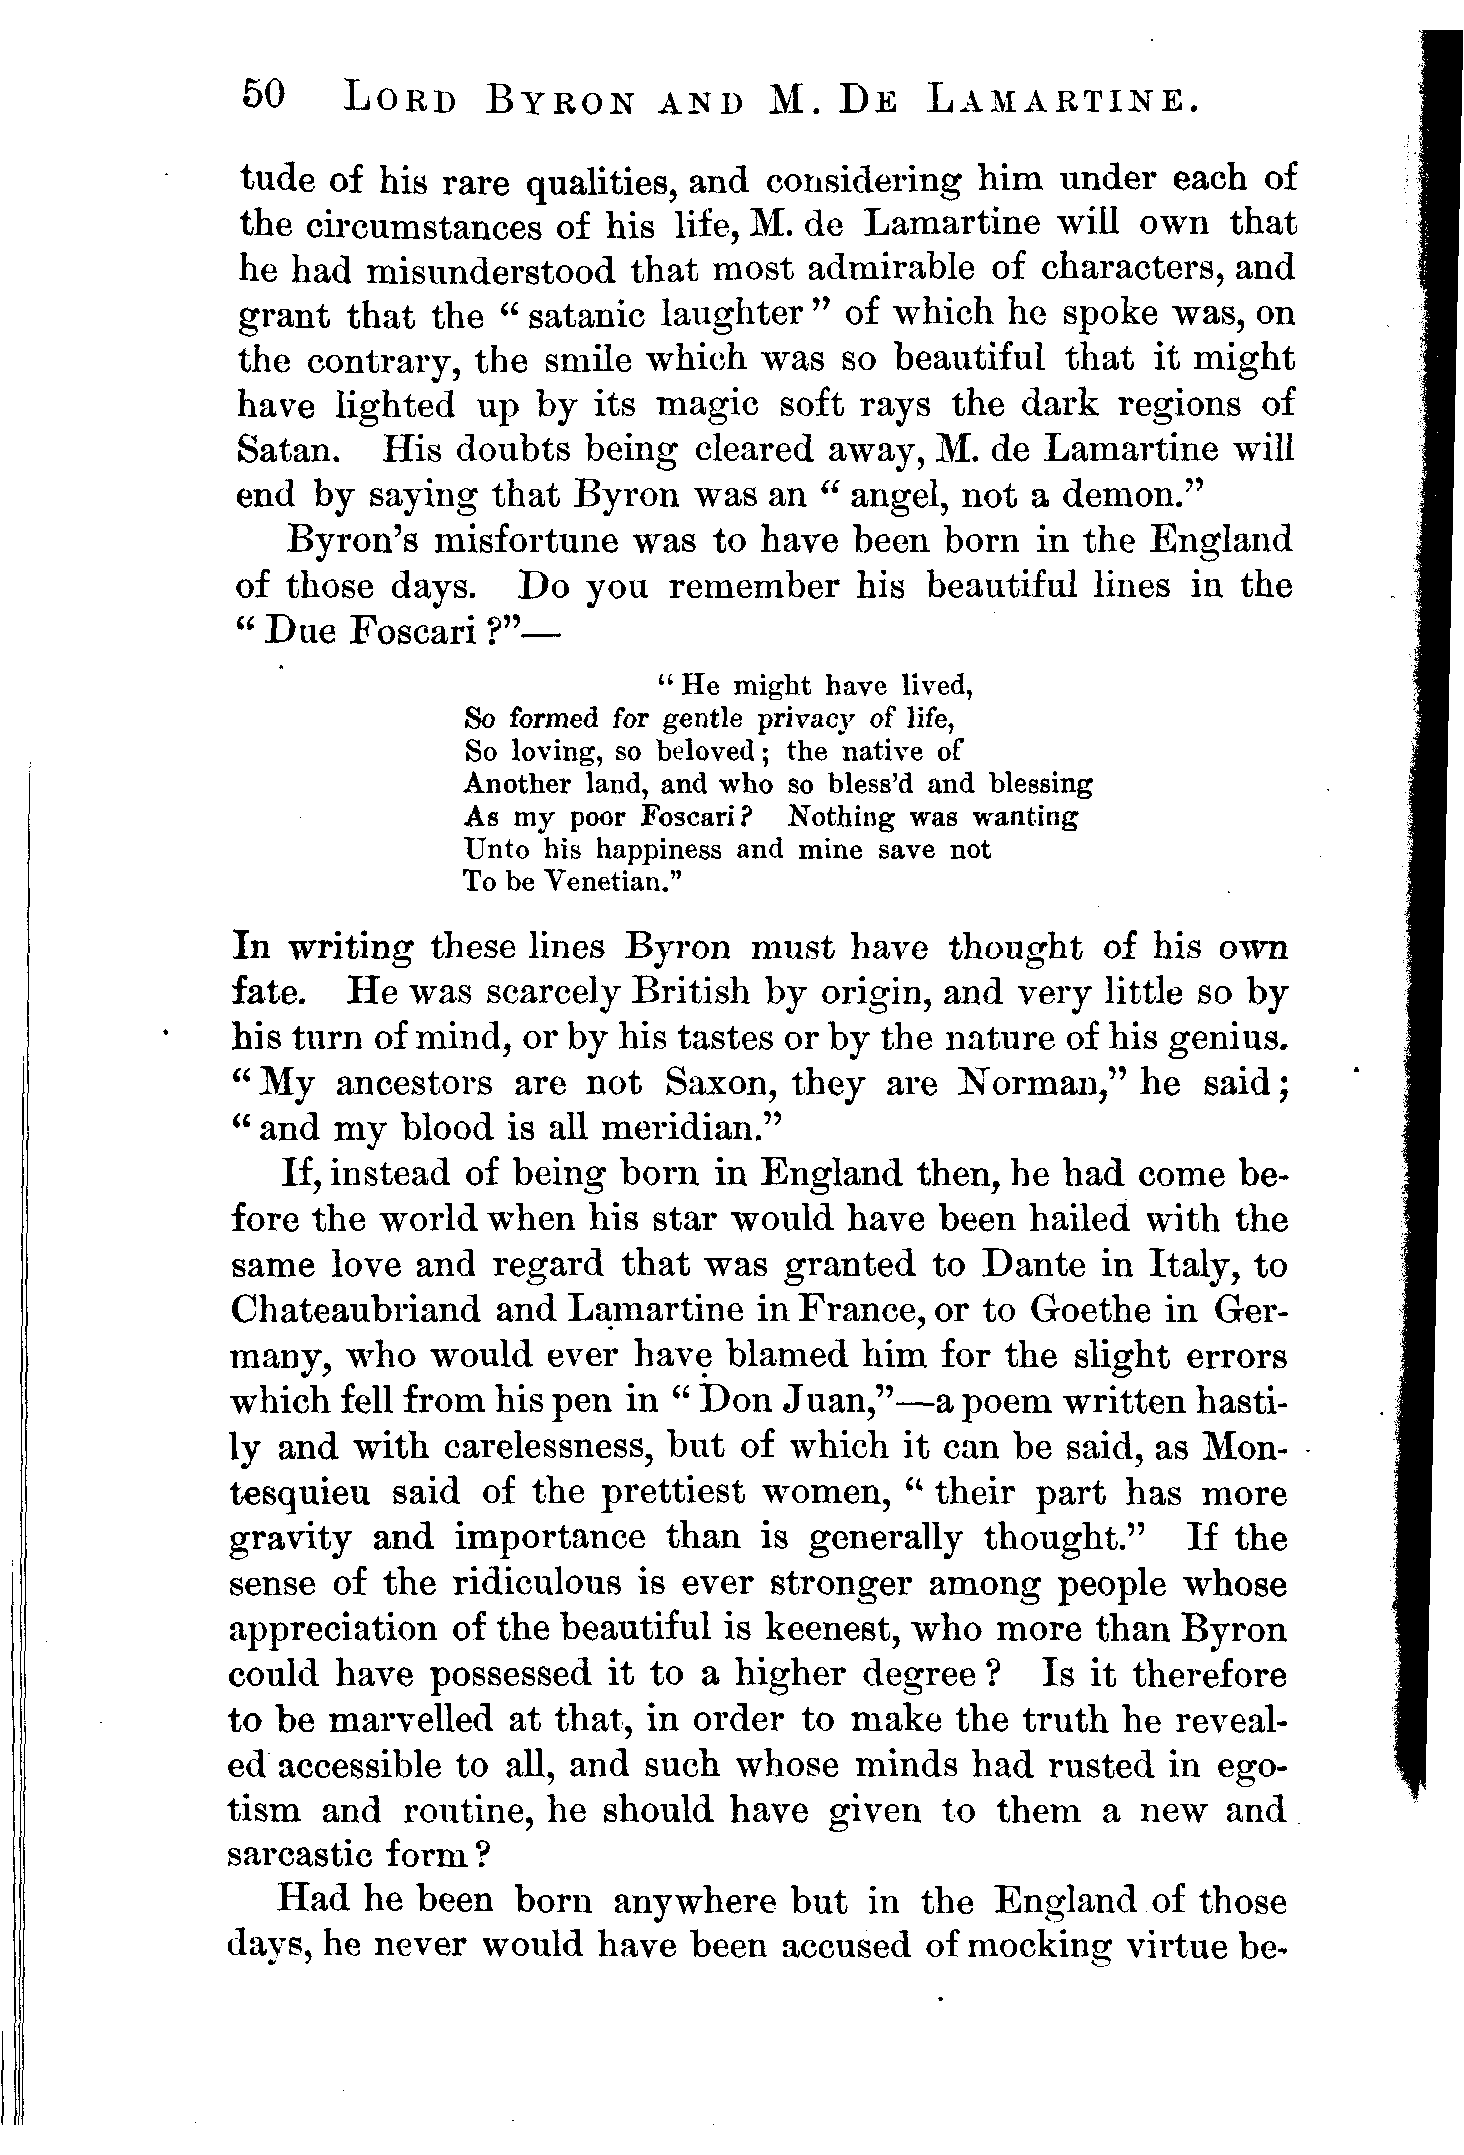 50 LORD BYRON AND M. DE LAMARTINE.
tude of his rare qualities, and considering him under each of
the circumstances of his life, M. de Lamartine will own that
he had misunderstood that most admirable of characters, and
grant that the “ satanic laughter ” of which he spoke was, on
the contrary, the smile which was so beautiful that it might
have lighted up by its magic soft rays the dark regions of
Satan. His doubts being cleared away, M. de Lamartine will
end by saying that Byron was an “ angel, not a demon.”
Byron’s misfortune was to have been born in the England
of those days. Do you remember his beautiful lines in the
“ Due Foscari ?”—
“ He might have lived,
So formed for gentle privacy of life,
So loving, so beloved ; the native of
Another land, and who so bless’d and blessing
As my poor Foscari ? Nothing was wanting
Unto his happiness and mine save not
To be Venetian.”
In writing these lines Byron must have thought of his own
fate. He was scarcely British by origin, and very little so by
his turn of mind, or by his tastes or by the nature of his genius.
“ My ancestors are not Saxon, they are Norman,” he said ;
“ and my blood is all meridian.”
If, instead of being born in England then, he had come be-
fore the world when his star would have been hailed with the
same love and regard that was granted to Dante in Italy, to
Chateaubriand and Lamartine in France, or to Goethe in Ger-
many, who would ever have blamed him for the slight errors
which fell from his pen in “ Don Juan,”—a poem written hasti-
ly and with carelessness, but of which it can be said, as Mon-
tesquieu said of the prettiest women, “ their part has more
gravity and importance than is generally thought.” If the
sense of the ridiculous is ever stronger among people whose
appreciation of the beautiful is keenest, who more than Byron
could have possessed it to a higher degree ? Is it therefore
to be marvelled at that, in order to make the truth he reveal-
ed accessible to all, and such whose minds had rusted in ego-
tism and routine, he should have given to them a new and
sarcastic form ?
Had he been born anywhere but in the England of those
days, he never would have been accused of mocking virtue be-